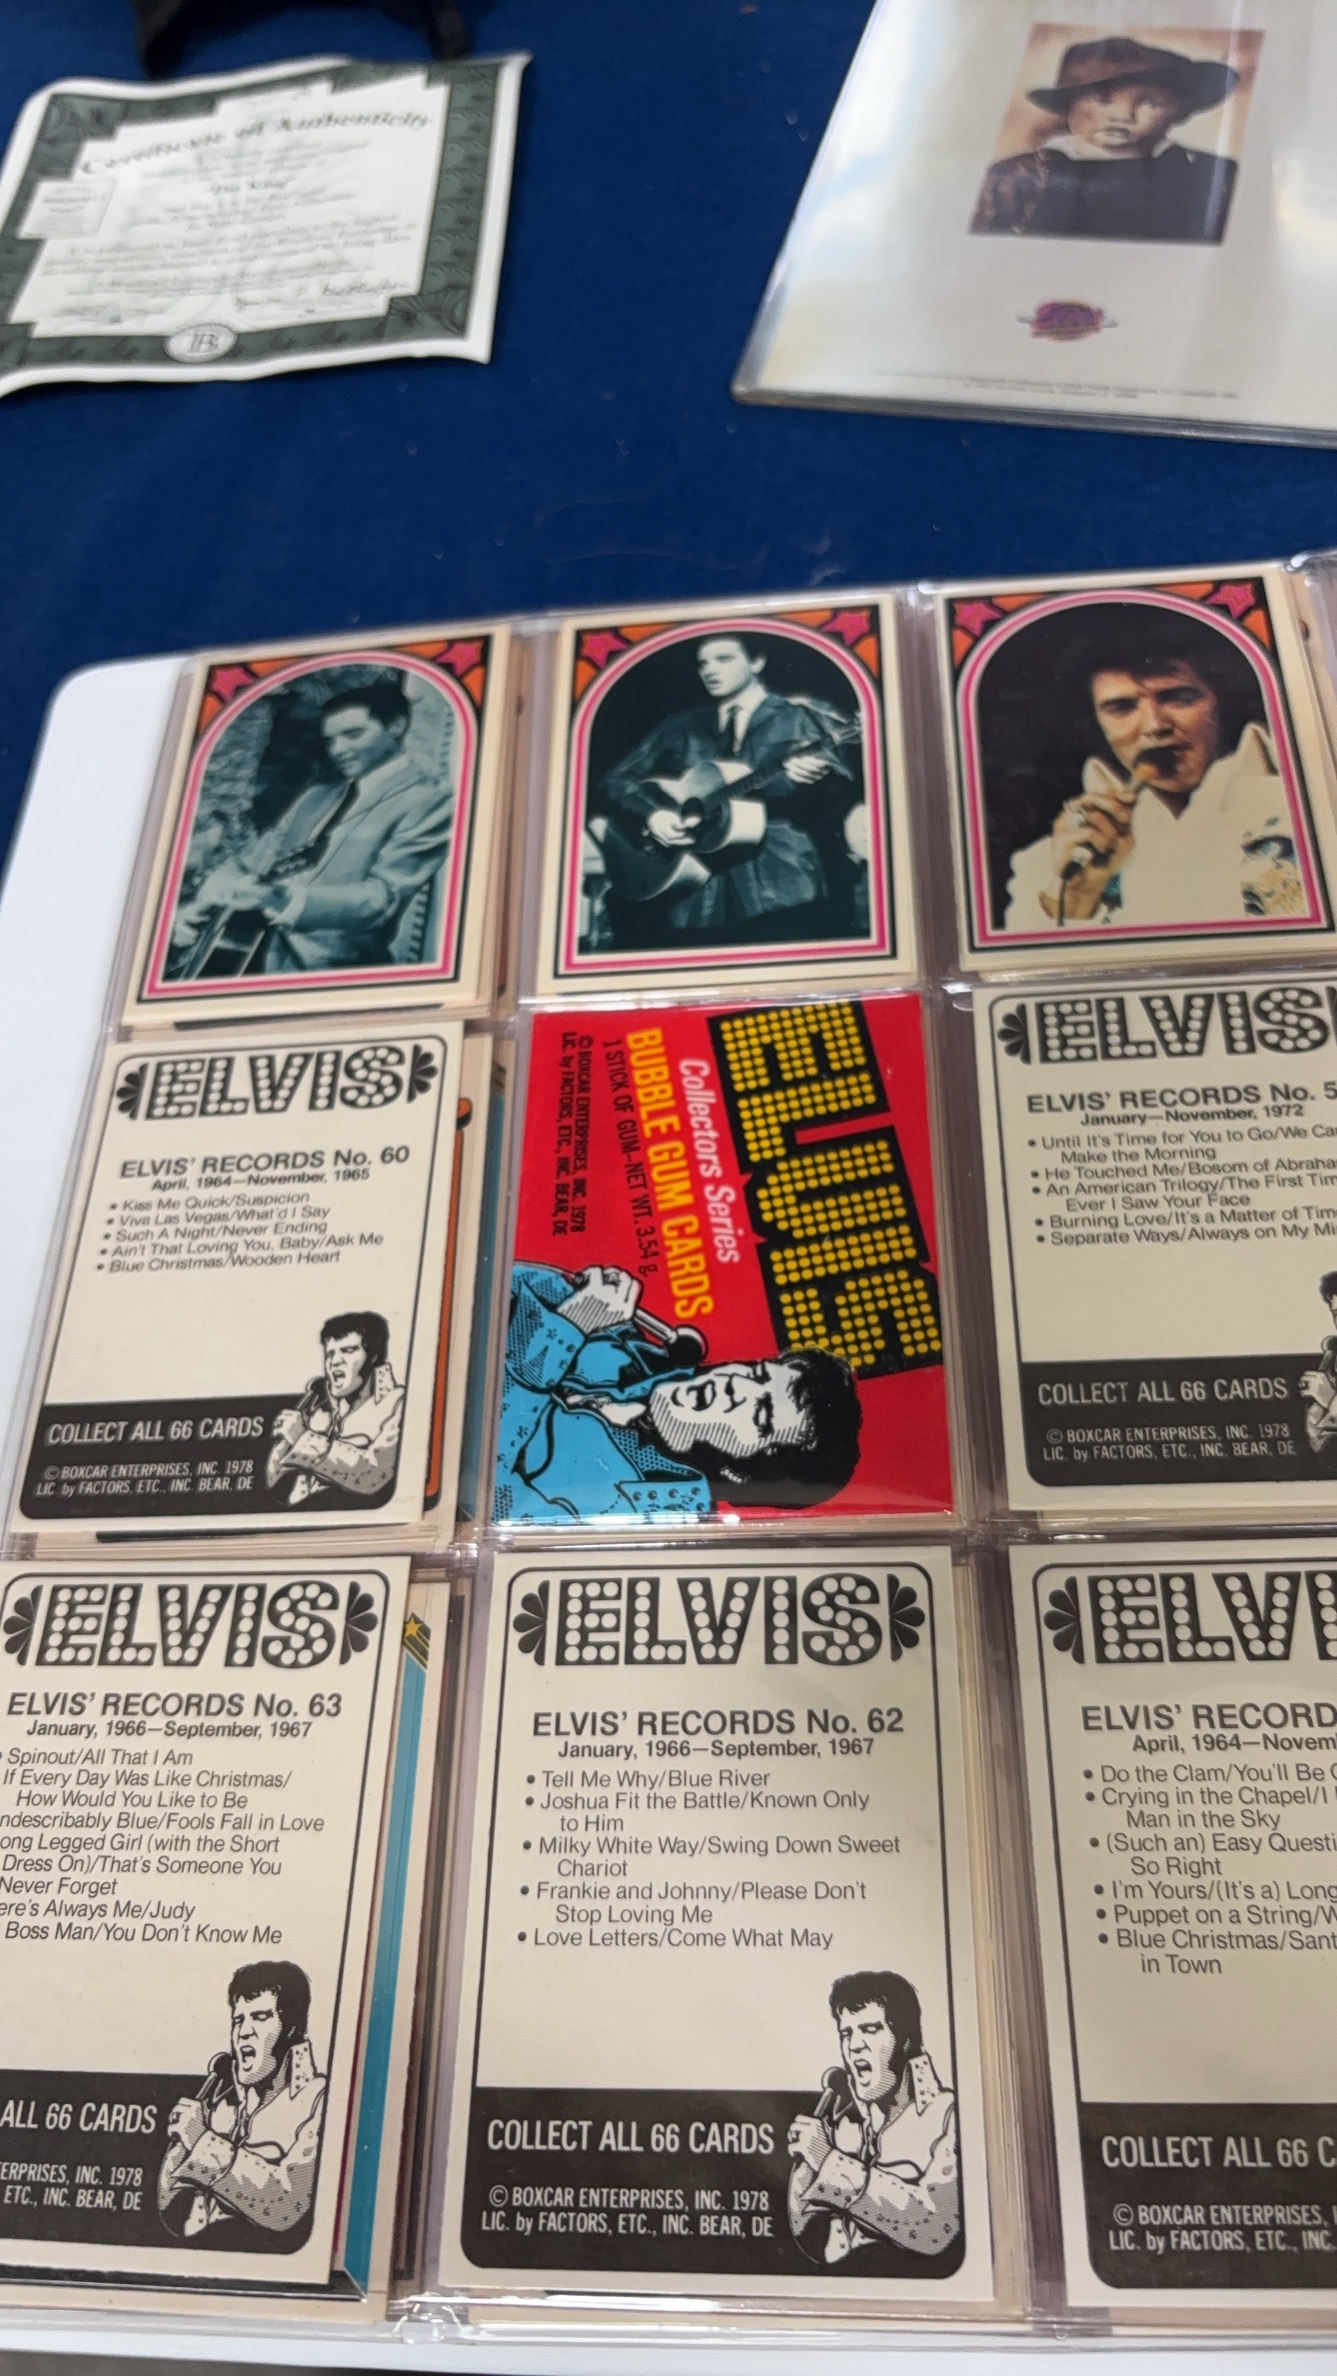 Certificate of Authenticity
"The King"
ELVIS
ELVIS' RECORDS No. 60
April, 1964—November, 1965
• Kiss Me Quick/Suspicion
• Viva Las Vegas/What'd I Say
• Such A Night/Never Ending
• Ain't That Loving You, Baby/Ask Me
• Blue Christmas/Wooden Heart
COLLECT ALL 66 CARDS
© BOXCAR ENTERPRISES, INC. 1978
LIC. by FACTORS, ETC., INC. BEAR, DE
ELVIS
Collectors Series
BUBBLE GUM CARDS
1 STICK OF GUM–NET WT. 3.54 g.
© BOXCAR ENTERPRISES, INC. 1978
LIC. by FACTORS, ETC., INC. BEAR, DE
ELVIS
ELVIS' RECORDS No. 5
January—November, 1972
• Until It's Time for You to Go/We Ca
Make the Morning
• He Touched Me/Bosom of Abraha
• An American Trilogy/The First Tim
Ever I Saw Your Face
• Burning Love/It's a Matter of Tim
• Separate Ways/Always on My Mi
COLLECT ALL 66 CARDS
© BOXCAR ENTERPRISES, INC. 1978
LIC. by FACTORS, ETC., INC. BEAR, DE
ELVIS
ELVIS' RECORDS No. 63
January, 1966—September, 1967
Spinout/All That I Am
If Every Day Was Like Christmas/
How Would You Like to Be
ndescribably Blue/Fools Fall in Love
ong Legged Girl (with the Short
Dress On)/That's Someone You
Never Forget
ere's Always Me/Judy
Boss Man/You Don't Know Me
ALL 66 CARDS
ERPRISES, INC. 1978
ETC., INC. BEAR, DE
ELVIS
ELVIS' RECORDS No. 62
January, 1966—September, 1967
• Tell Me Why/Blue River
• Joshua Fit the Battle/Known Only
to Him
• Milky White Way/Swing Down Sweet
Chariot
• Frankie and Johnny/Please Don't
Stop Loving Me
• Love Letters/Come What May
COLLECT ALL 66 CARDS
© BOXCAR ENTERPRISES, INC. 1978
LIC. by FACTORS, ETC., INC. BEAR, DE
ELVI
ELVIS' RECORD
April, 1964—Novem
• Do the Clam/You'll Be
• Crying in the Chapel/I
Man in the Sky
• (Such an) Easy Questi
So Right
• I'm Yours/(It's a) Long
• Puppet on a String/W
• Blue Christmas/Sant
in Town
COLLECT ALL 66 C
© BOXCAR ENTERPRISES,
LIC. by FACTORS, ETC., INC.